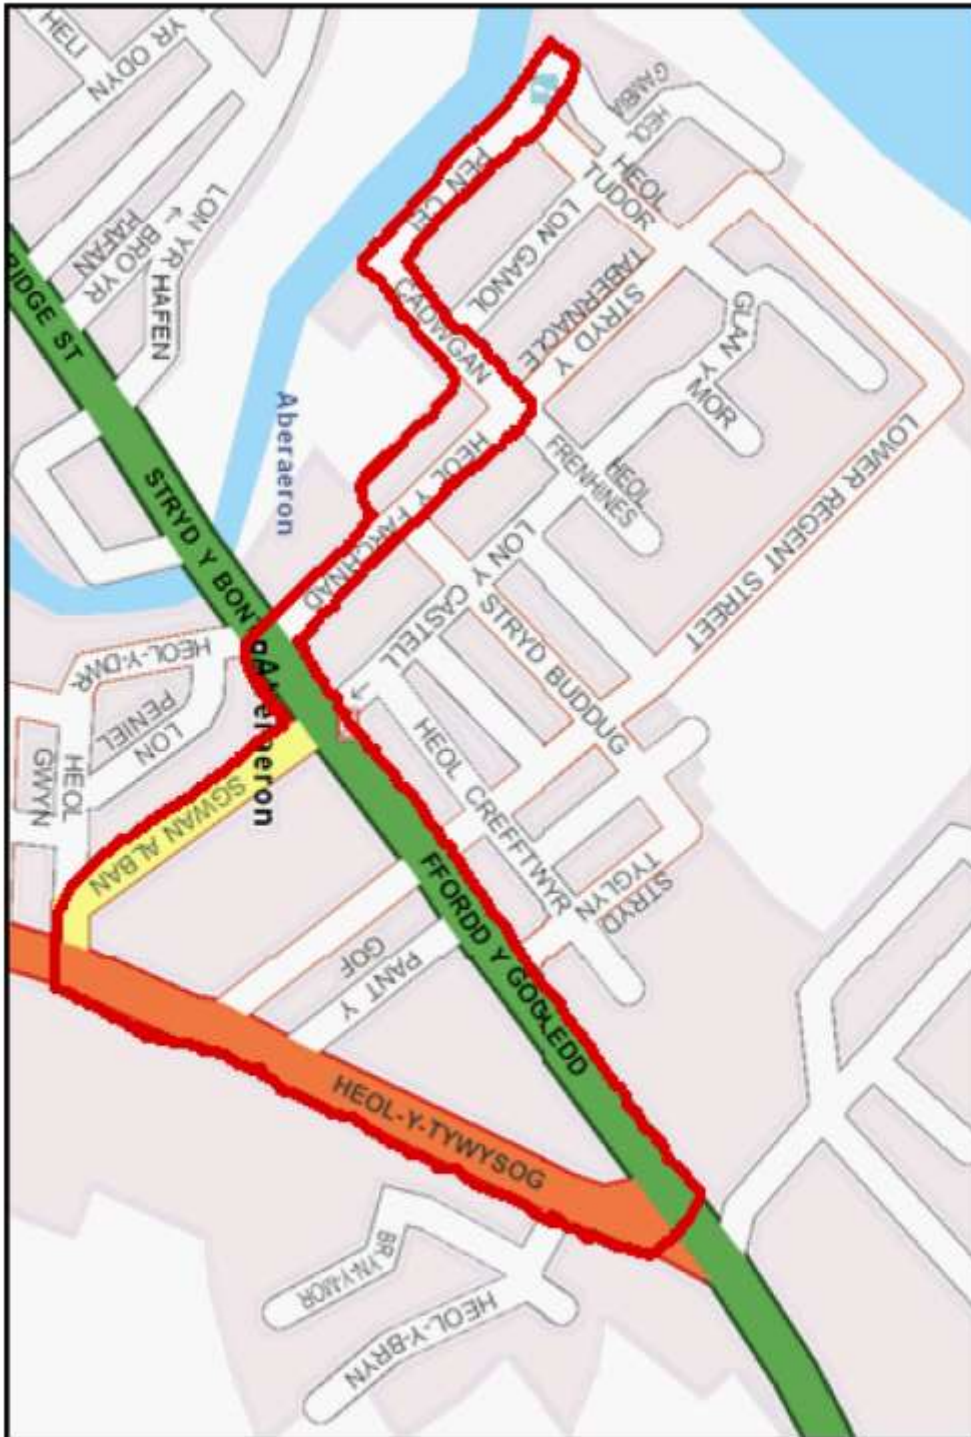 HELI
YR ODYN
LON YR HAFEN
←
BRO YR
HAFAN
RIDGE ST
STRYD Y BONT
Aberaeron
PEN CEI
CADWGAN
GAMBIA
HEOL
HEOL
TUDOR
LON GANOL
STRYD Y
TABERNACLE
GLAN Y
MOR
HEOL Y FARCHNAD
FRENHINES
HEOL
LOWER REGENT STREET
LON Y
CASTELL
←
STRYD BUDDUG
HEOL-Y-DWR
LON
PENIEL
HEOL
GWYN
Aberaeron
SGWAN ALBAN
HEOL CREFFTWYR
STRYD
TYGLYN
FFORDD Y GOGLEDD
PANT Y
GOF
HEOL-Y-TYWYSOG
BRYN-Y-MOR
HEOL-Y-BRYN